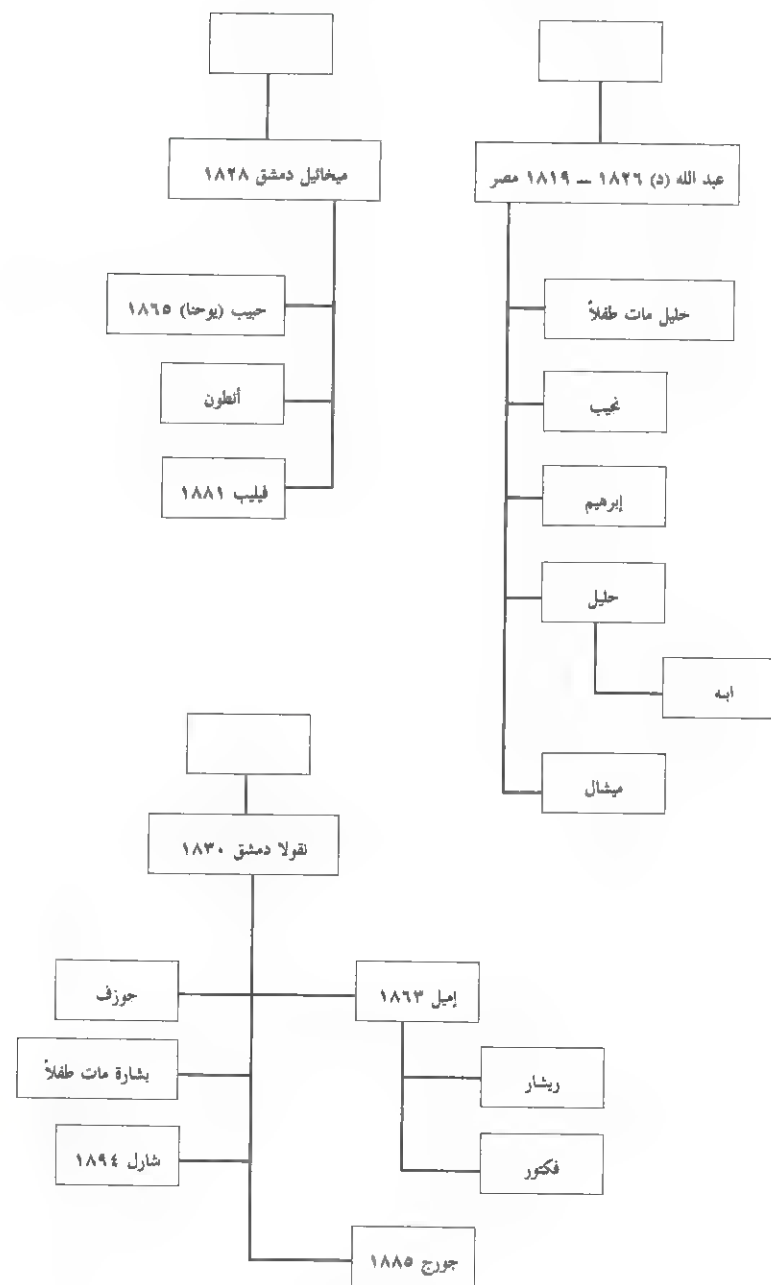 عبد الله (د) ١٨٢٦ — ١٨١٩ مصر
خليل مات طفلاً
نجيب
إبرهيم
خليل
ابنه
ميشال
ميخائيل دمشق ١٨٢٨
حبيب (يوحنا) ١٨٦٥
أنطون
فيليب ١٨٨١
نقولا دمشق ١٨٣٠
إميل ١٨٦٣
ريشار
فكتور
جوزف
بشارة مات طفلاً
شارل ١٨٩٤
جورج ١٨٨٥